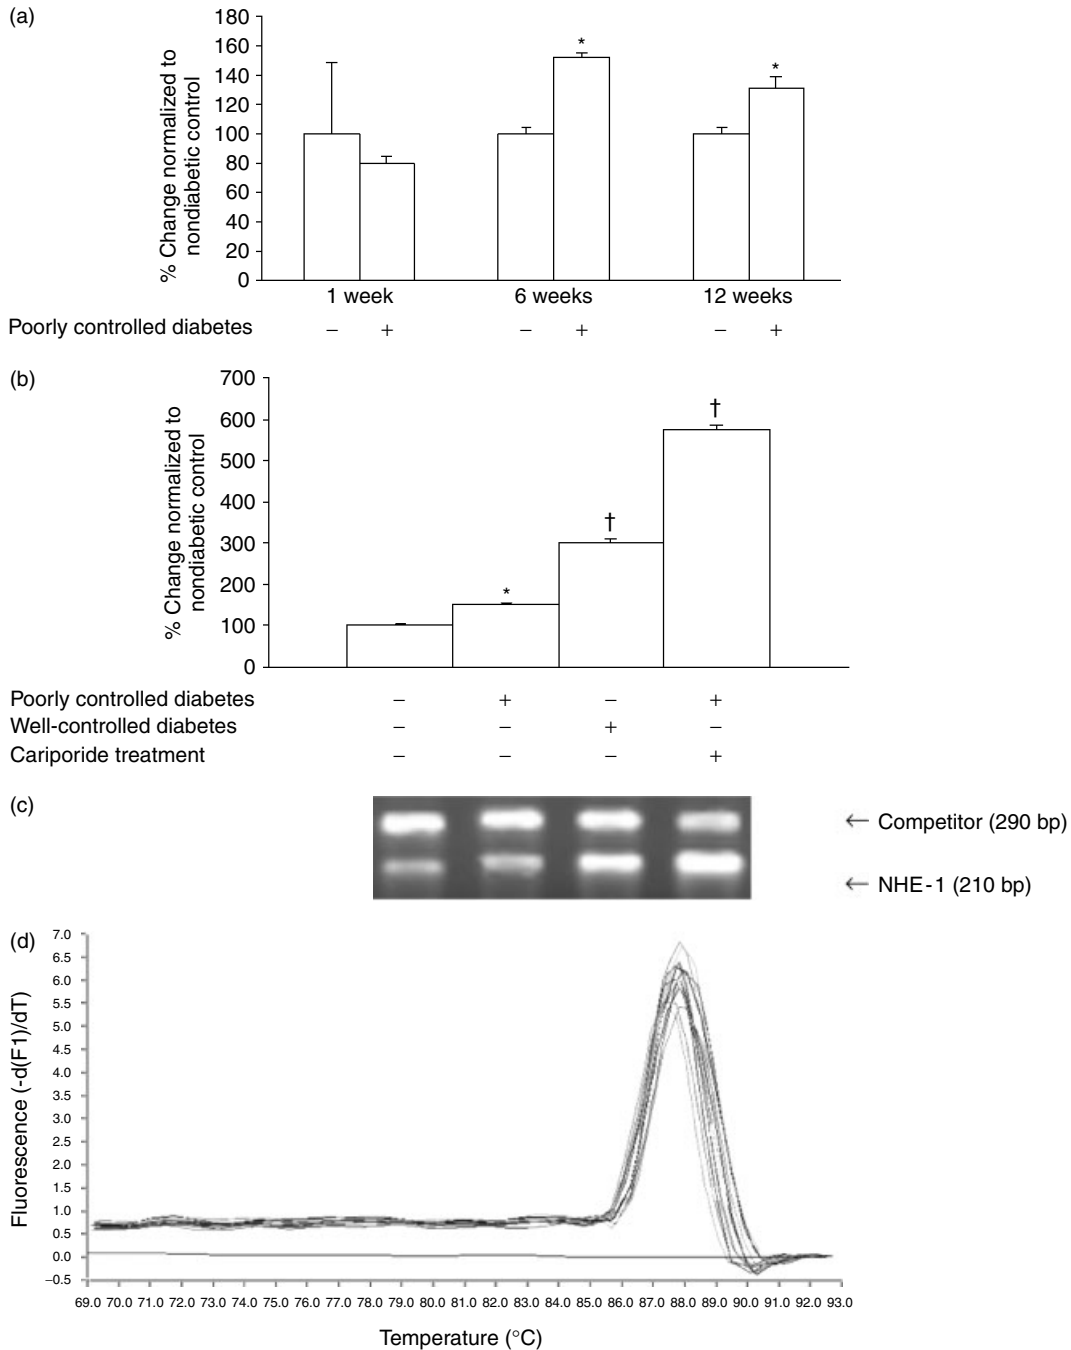 (a)
180
160
140
120
100
80
60
40
20
0
% Change normalized to
nondiabetic control
*
*
1 week 6 weeks 12 weeks
Poorly controlled diabetes − + − + − +
(b)
700
600
500
400
300
200
100
0
% Change normalized to
nondiabetic control
*
†
†
Poorly controlled diabetes − + − +
Well-controlled diabetes − − + −
Cariporide treatment − − − +
(c)
← Competitor (290 bp)
← NHE-1 (210 bp)
(d)
7.0
6.5
6.0
5.5
5.0
4.5
4.0
3.5
3.0
2.5
2.0
1.5
1.0
0.5
0.0
−0.5
Fluorescence (-d(F1)/dT)
69.0 70.0 71.0 72.0 73.0 74.0 75.0 76.0 77.0 78.0 79.0 80.0 81.0 82.0 83.0 84.0 85.0 86.0 87.0 88.0 89.0 90.0 91.0 92.0 93.0
Temperature (°C)